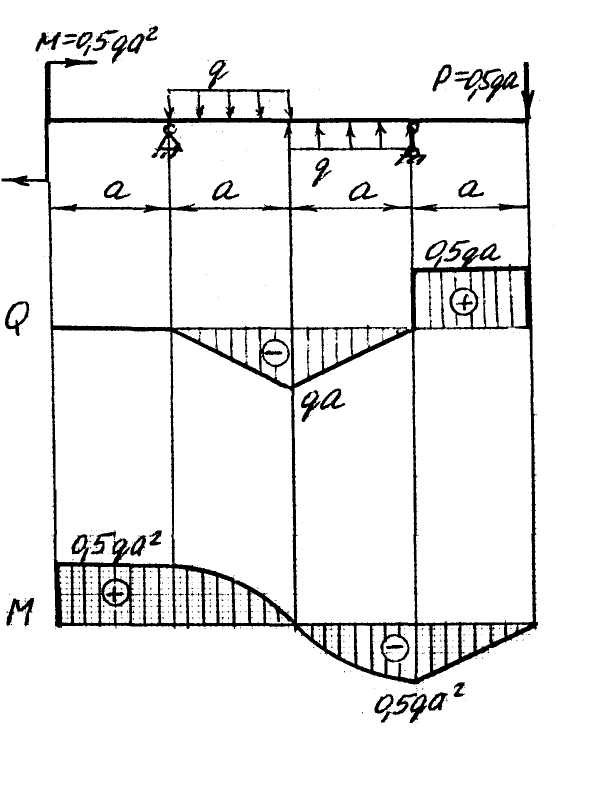 M=0,5qa²
q
P=0,5qa
q
a a a a
0,5qa
Q
+
−
qa
0,5qa²
M
+
−
0,5qa²